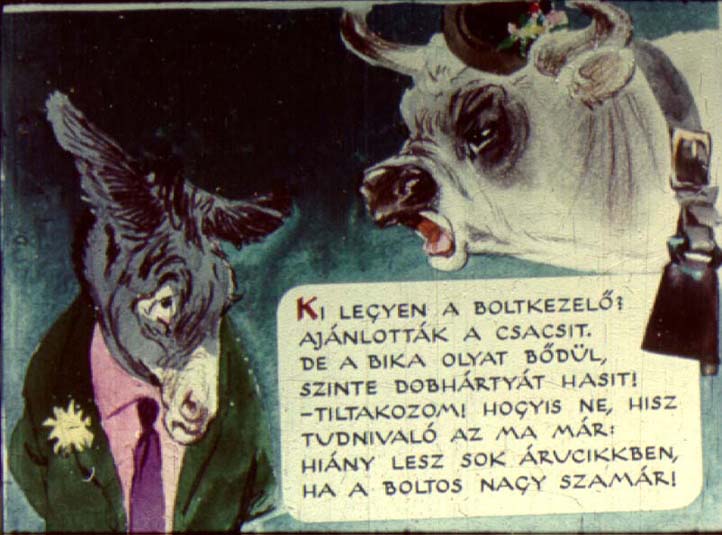 KI LEGYEN A BOLTKEZELŐ?
AJÁNLOTTÁK A CSACSIT.
DE A BIKA OLYAT BŐDÜL,
SZINTE DOBHÁRTYÁT HASIT!
-TILTAKOZOM! HOGYIS NE, HISZ
TUDNIVALÓ AZ MA MÁR:
HIÁNY LESZ SOK ÁRUCIKKBEN,
HA A BOLTOS NAGY SZAMÁR!